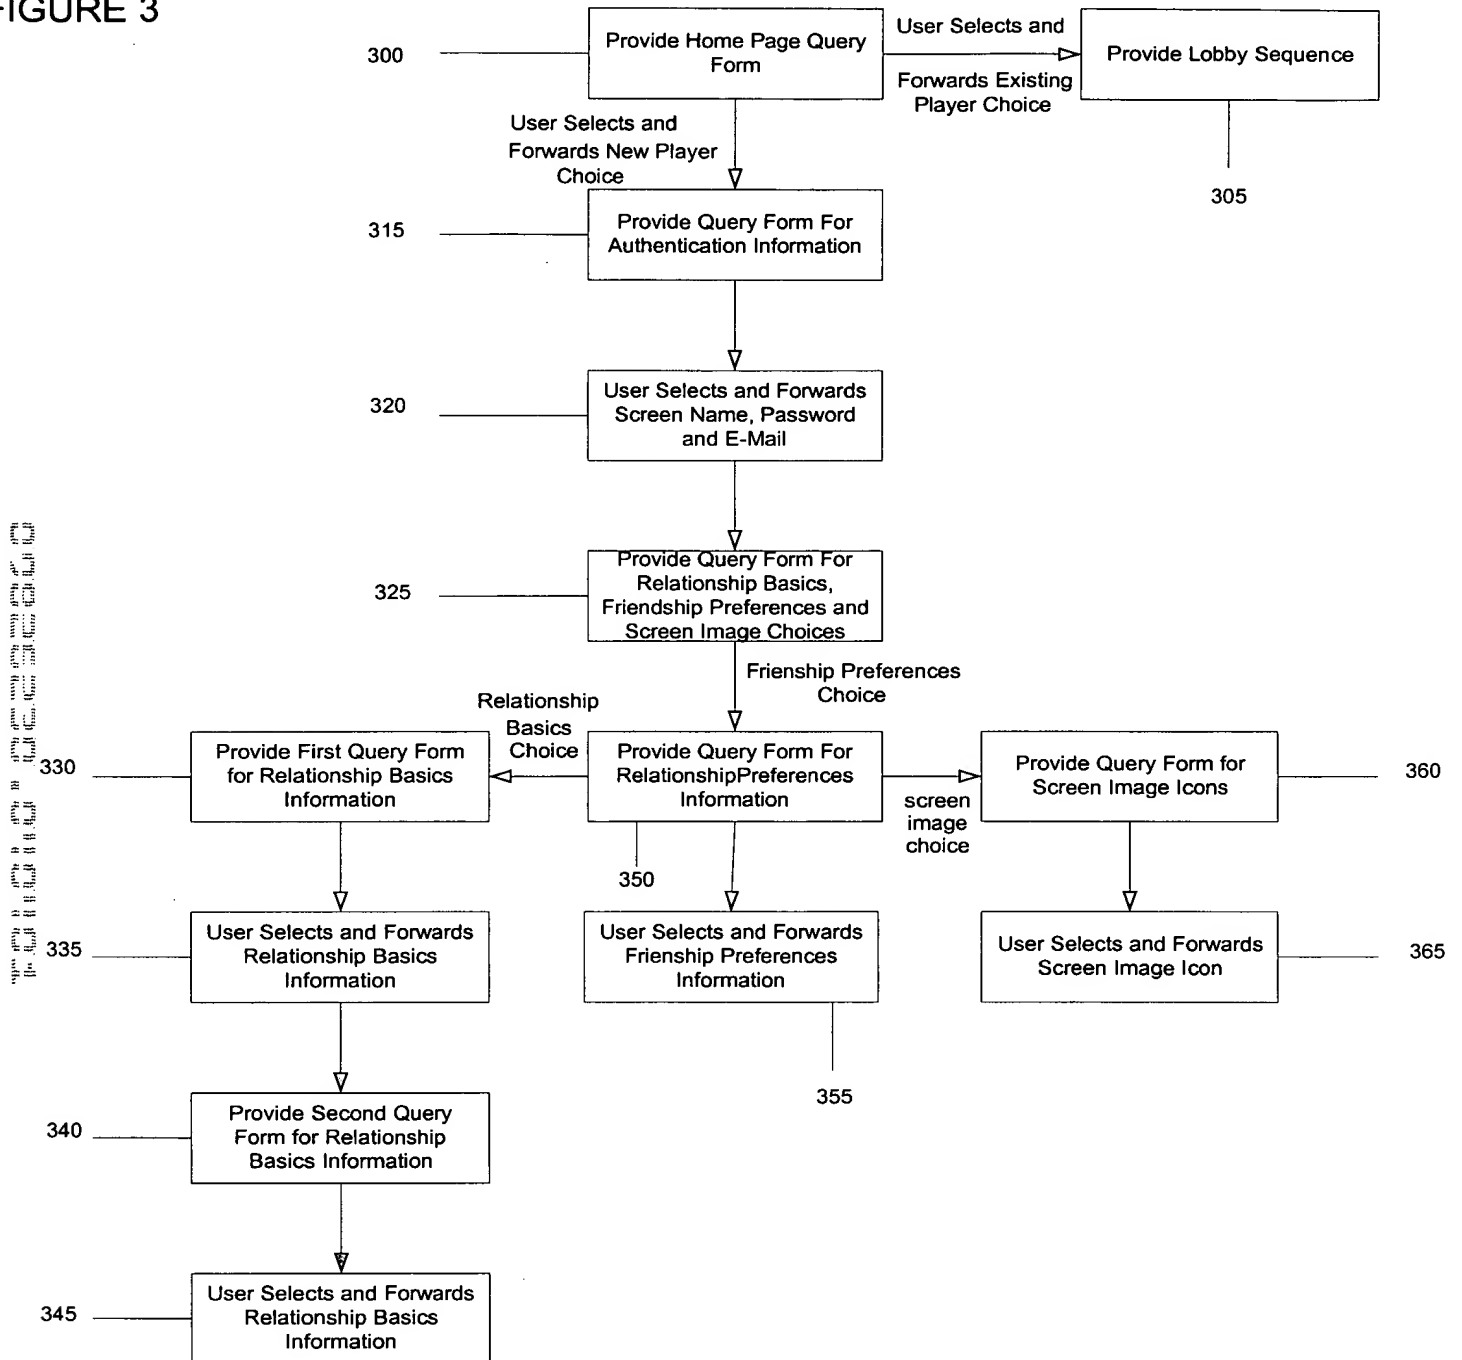 FIGURE 3
300
Provide Home Page Query
Form
User Selects and
Forwards Existing
Player Choice
Provide Lobby Sequence
305
User Selects and
Forwards New Player
Choice
315
Provide Query Form For
Authentication Information
320
User Selects and Forwards
Screen Name, Password
and E-Mail
325
Provide Query Form For
Relationship Basics,
Friendship Preferences and
Screen Image Choices
Frienship Preferences
Choice
Relationship
Basics
Choice
330
Provide First Query Form
for Relationship Basics
Information
Provide Query Form For
RelationshipPreferences
Information
350
screen
image
choice
Provide Query Form for
Screen Image Icons
360
335
User Selects and Forwards
Relationship Basics
Information
User Selects and Forwards
Frienship Preferences
Information
355
User Selects and Forwards
Screen Image Icon
365
340
Provide Second Query
Form for Relationship
Basics Information
345
User Selects and Forwards
Relationship Basics
Information